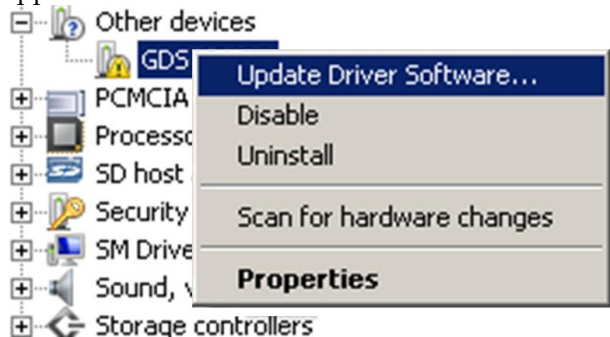 Other devices
GDS
Update Driver Software...
PCMCIA
Disable
Uninstall
SD host
Security
Scan for hardware changes
SM Drive
Properties
Sound,
Storage controllers